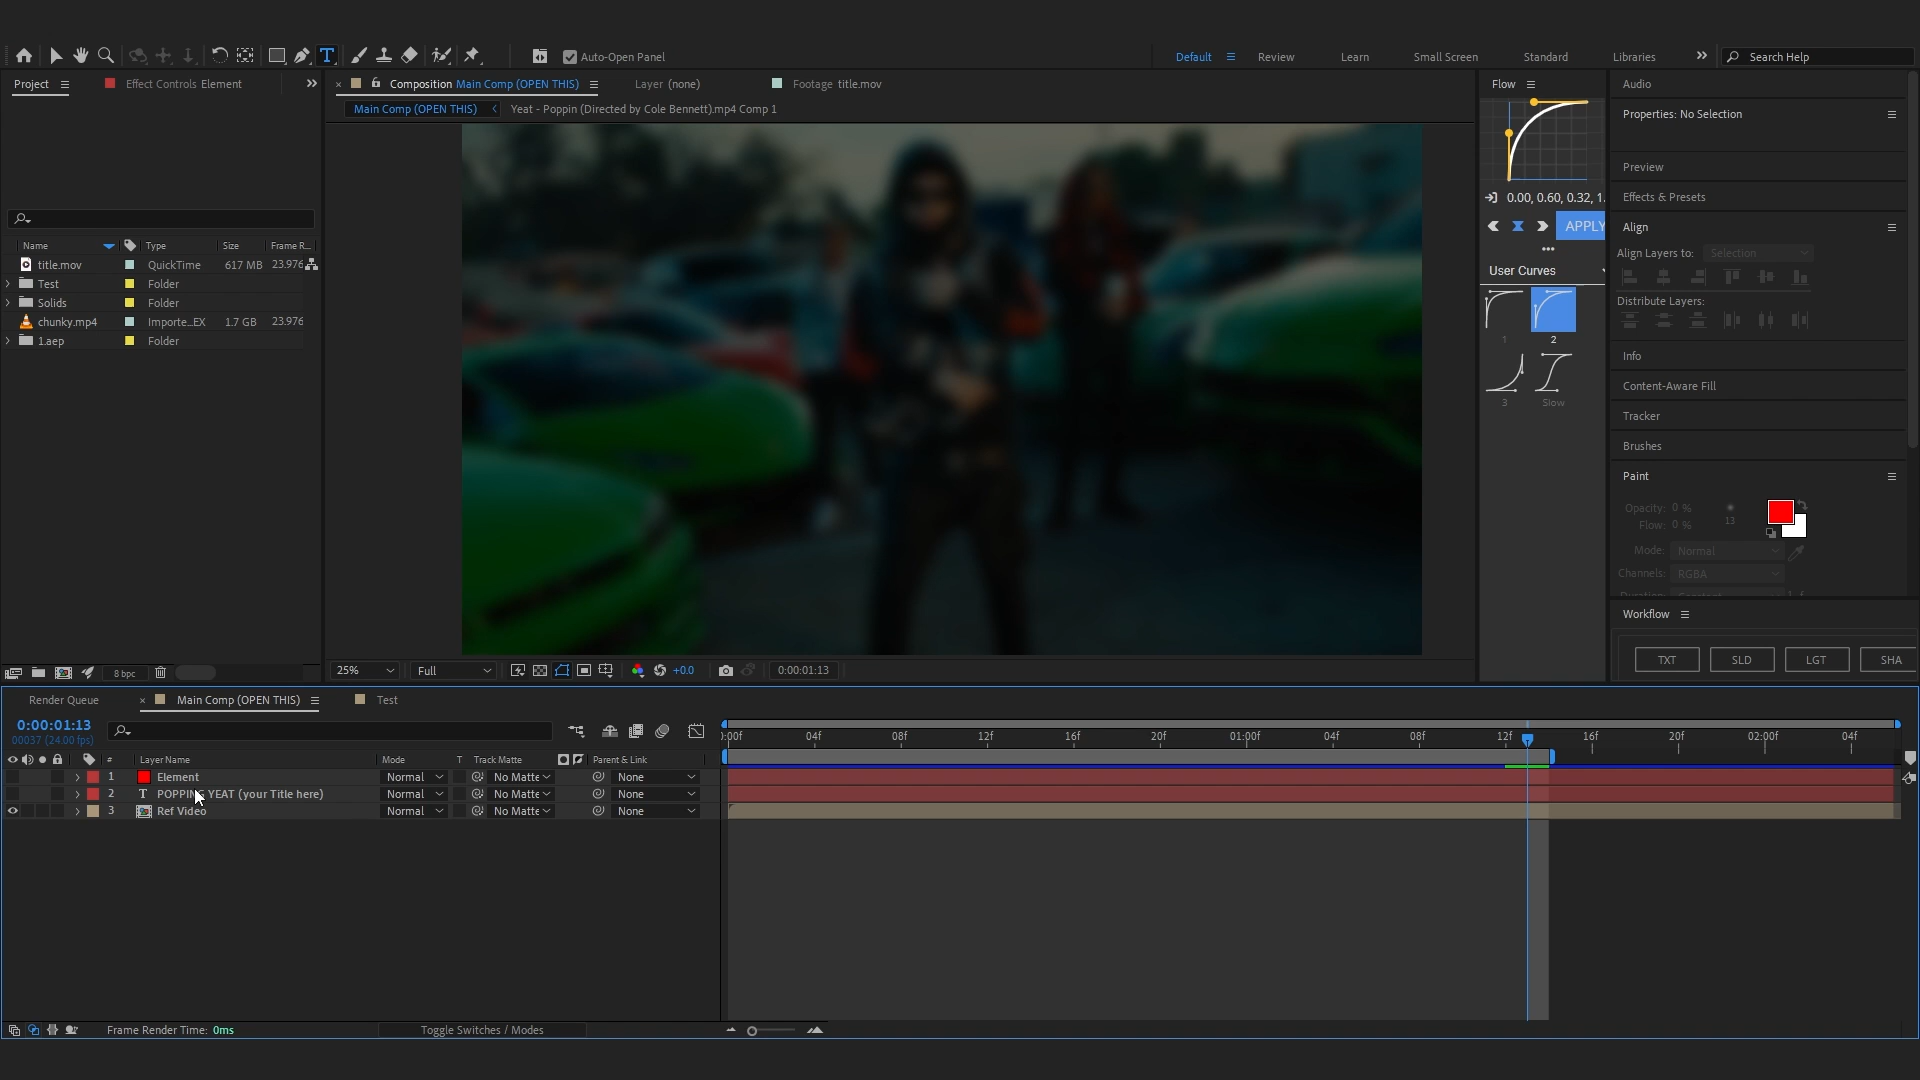 Auto-Open Panel
Default
Review
Learn
Small Screen
Standard
Libraries
Search Help
Project
Effect Controls Element
Composition Main Comp (OPEN THIS)
Layer (none)
Footage title.mov
Main Comp (OPEN THIS)
Yeat - Poppin (Directed by Cole Bennett).mp4 Comp 1
Name
Type
Size
Frame R...
title.mov
QuickTime
617 MB
23.976
Test
Folder
Solids
Folder
chunky.mp4
Importe...EX
1.7 GB
23.976
1.aep
Folder
8 bpc
25%
Full
+0.0
0:00:01:13
Flow
0.00, 0.60, 0.32, 1.
APPLY
User Curves
1
2
3
Slow
Audio
Properties: No Selection
Preview
Effects & Presets
Align
Align Layers to:
Selection
Distribute Layers:
Info
Content-Aware Fill
Tracker
Brushes
Paint
Opacity: 0 %
Flow: 0 %
13
Mode:
Normal
Channels:
RGBA
Workflow
TXT
SLD
LGT
SHA
Render Queue
Main Comp (OPEN THIS)
Test
0:00:01:13
00037 (24.00 fps)
):00f
04f
08f
12f
16f
20f
01:00f
04f
08f
12f
16f
20f
02:00f
04f
#
Layer Name
Mode
T
Track Matte
Parent & Link
1
Element
Normal
No Matte
None
2
T
POPPING YEAT (your Title here)
Normal
No Matte
None
3
Ref Video
Normal
No Matte
None
Frame Render Time: 0ms
Toggle Switches / Modes